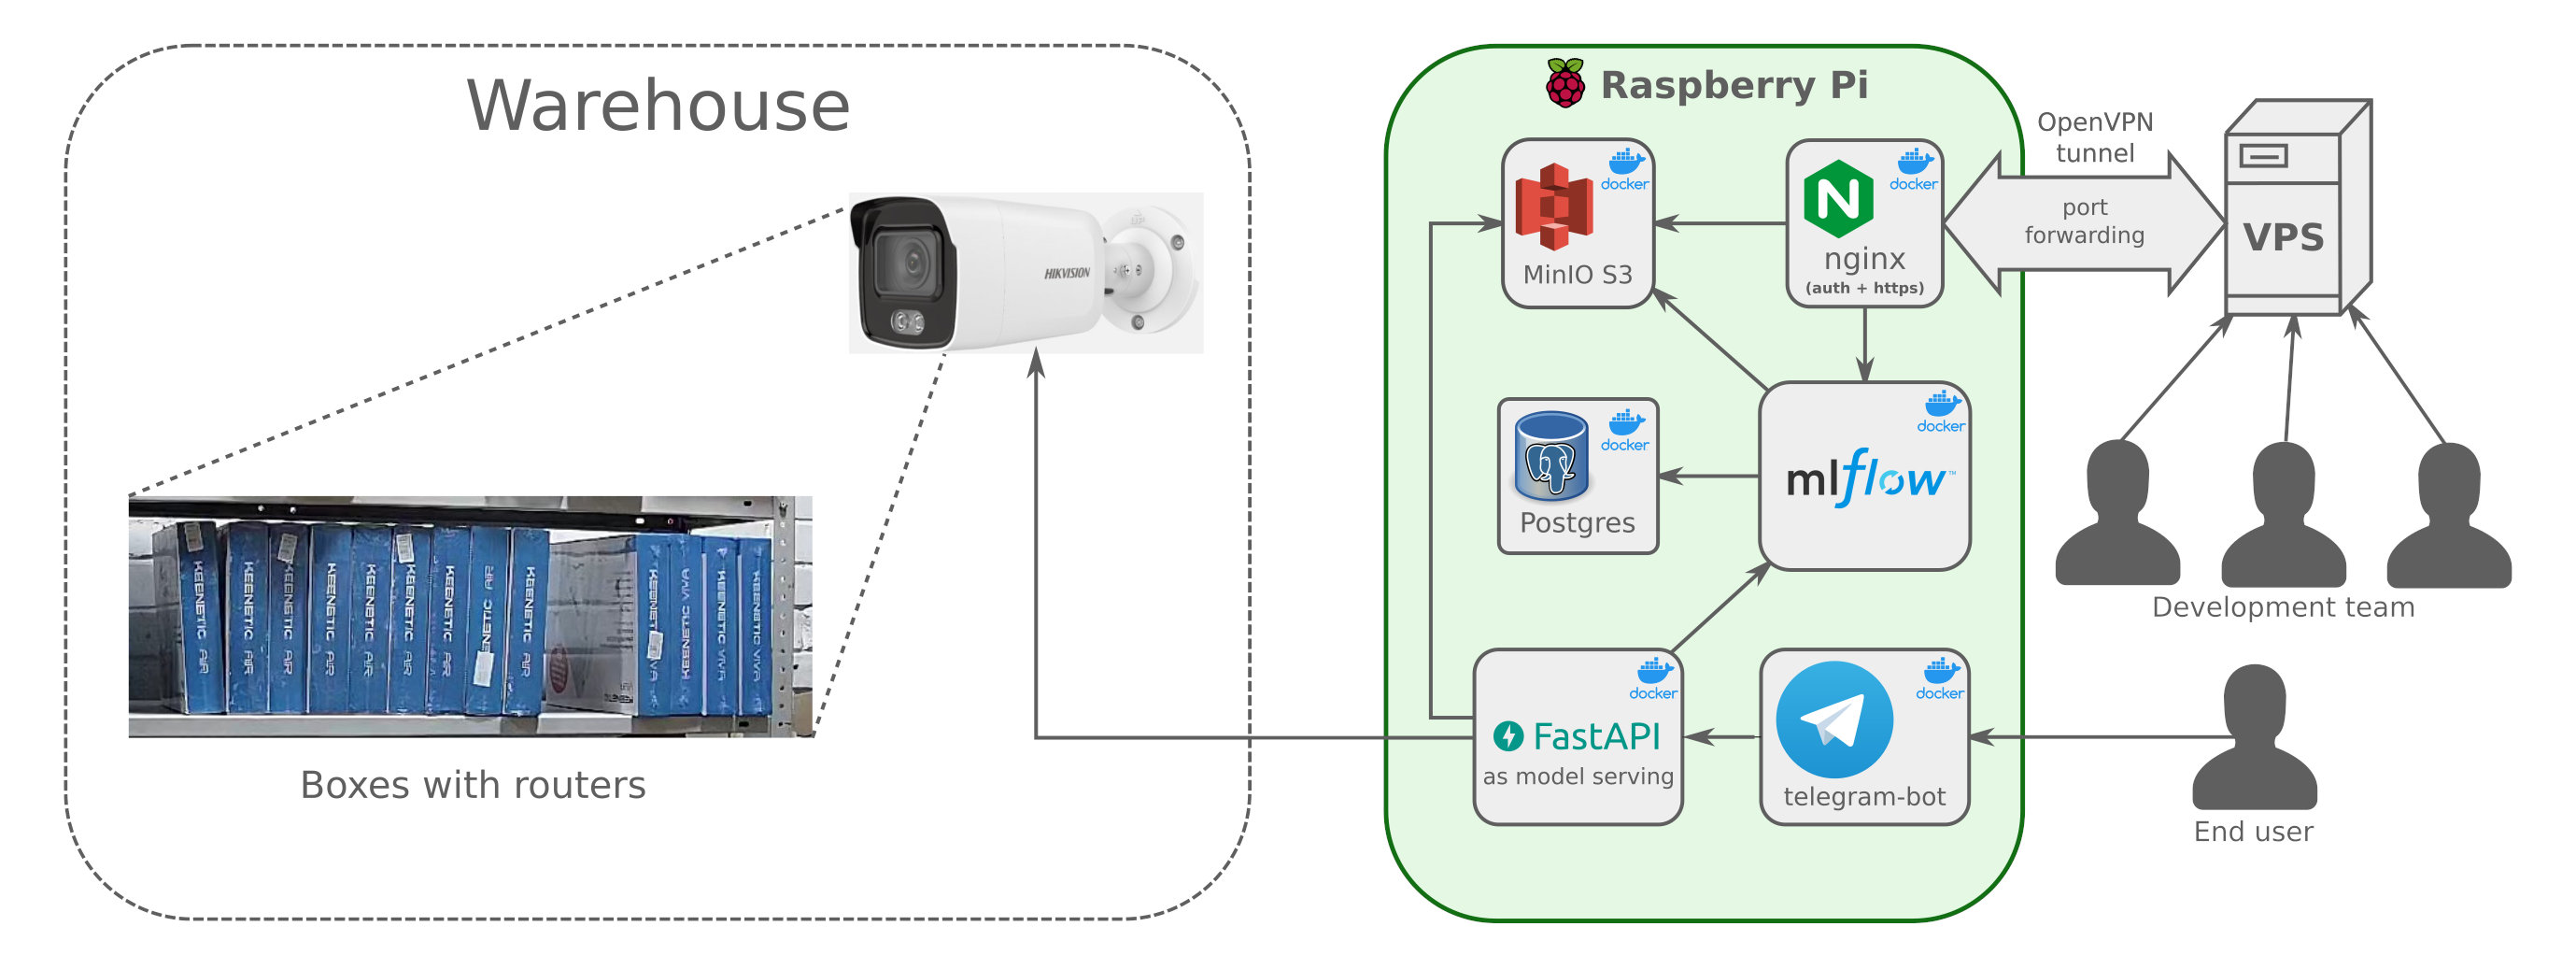 Warehouse
HIKVISION
KEENETIC AIR
KEENETIC AIR
KEENETIC AIR
KEENETIC AIR
KEENETIC AIR
KEENETIC AIR
KEENETIC AIR
ENETIC AIR
KEENETIC AIR
KEENETIC VIVA
KEENETIC VIVA
KEENETIC VIVA
Boxes with routers
Raspberry Pi
docker
MinIO S3
docker
N
nginx
(auth + https)
OpenVPN
tunnel
port
forwarding
VPS
docker
Postgres
docker
mlflow™
docker
FastAPI
as model serving
docker
telegram-bot
Development team
End user